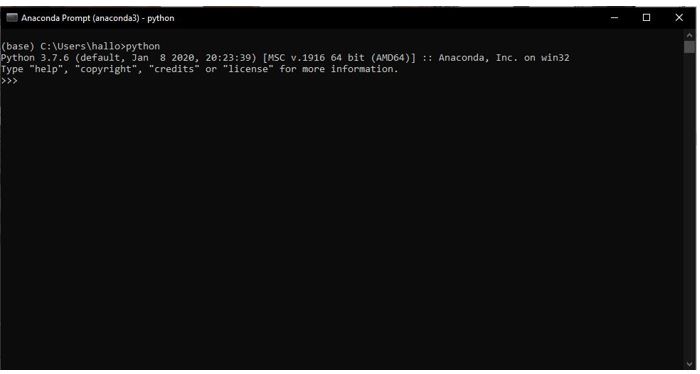 Anaconda Prompt (anaconda3) - python
(base) C:\Users\hallo>python
Python 3.7.6 (default, Jan  8 2020, 20:23:39) [MSC v.1916 64 bit (AMD64)] :: Anaconda, Inc. on win32
Type "help", "copyright", "credits" or "license" for more information.
>>>